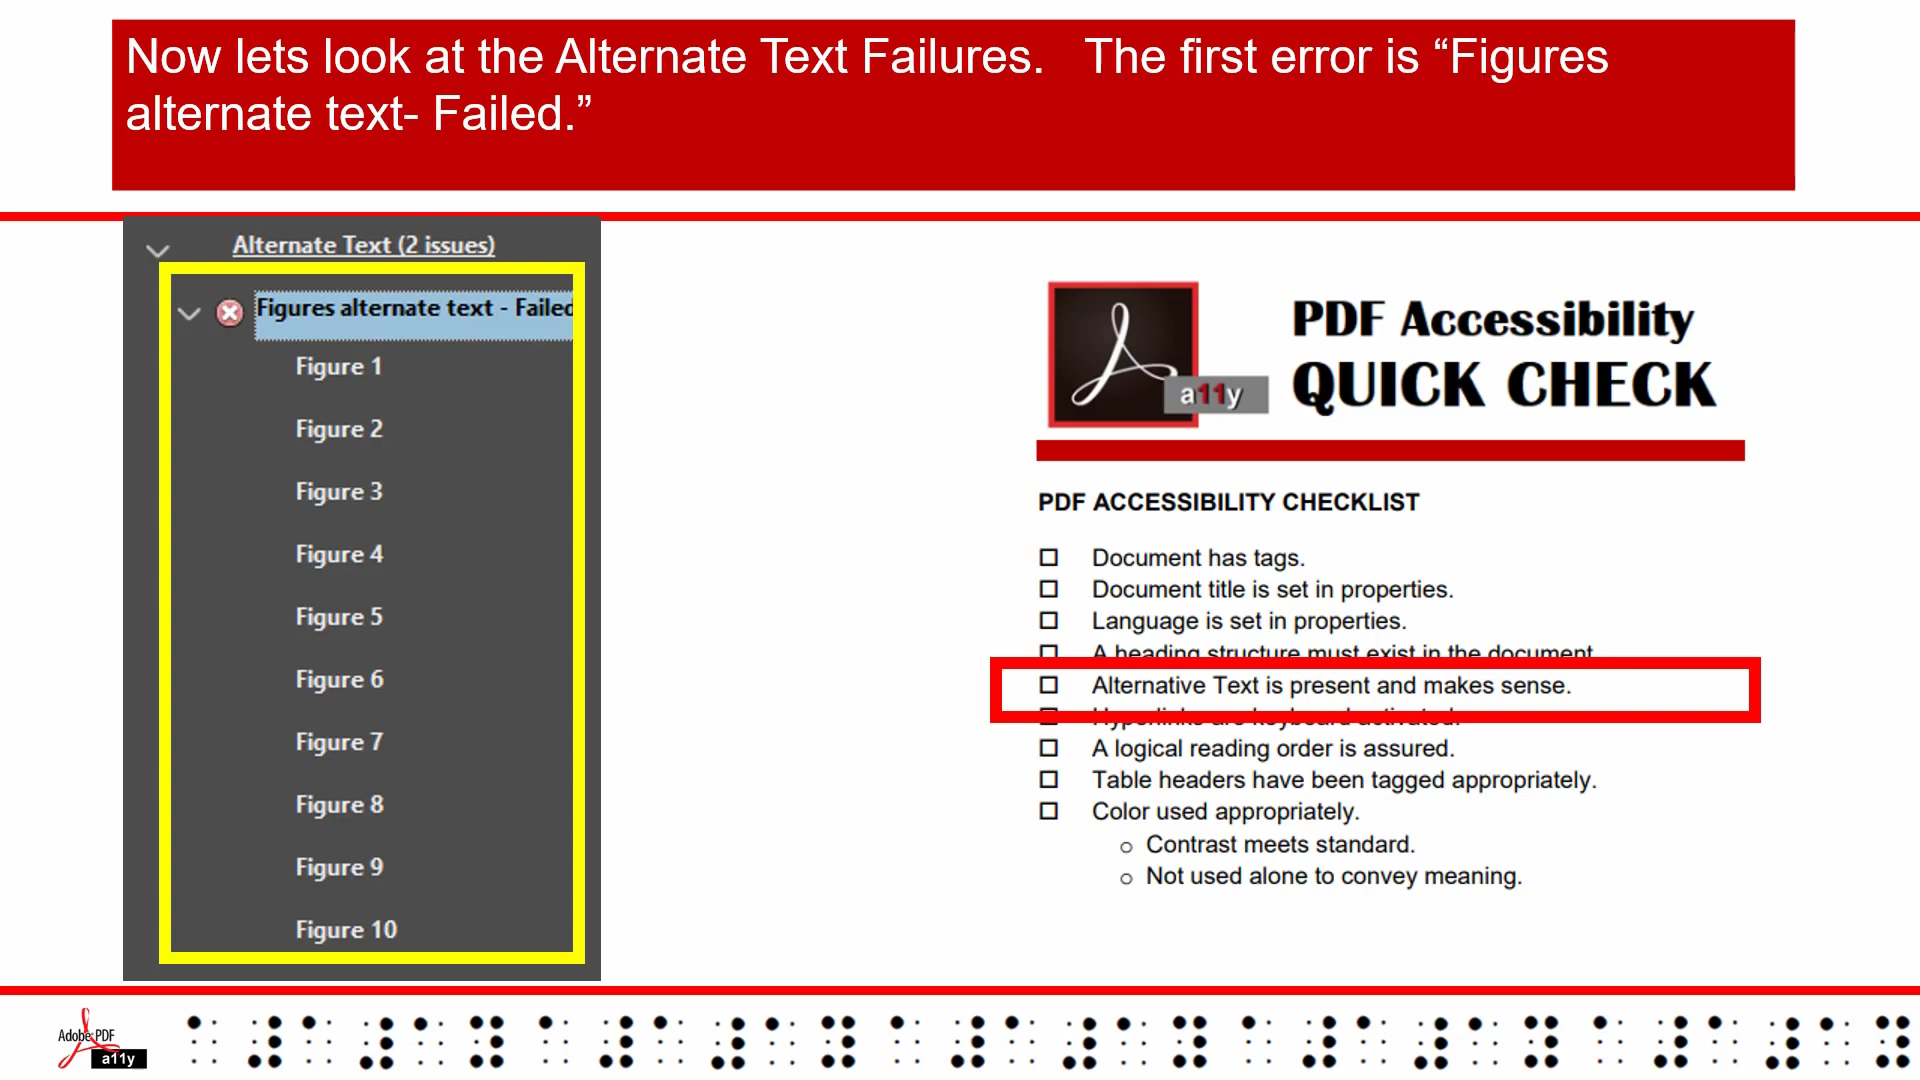 Now lets look at the Alternate Text Failures. The first error is “Figures
alternate text- Failed.”
Alternate Text (2 issues)
Figures alternate text - Failed
Figure 1
Figure 2
Figure 3
Figure 4
Figure 5
Figure 6
Figure 7
Figure 8
Figure 9
Figure 10
a11y
PDF Accessibility
QUICK CHECK
PDF ACCESSIBILITY CHECKLIST
Document has tags.
Document title is set in properties.
Language is set in properties.
A heading structure must exist in the document.
Alternative Text is present and makes sense.
Hyperlinks are keyboard activated.
A logical reading order is assured.
Table headers have been tagged appropriately.
Color used appropriately.
o Contrast meets standard.
o Not used alone to convey meaning.
Adobe PDF
a11y